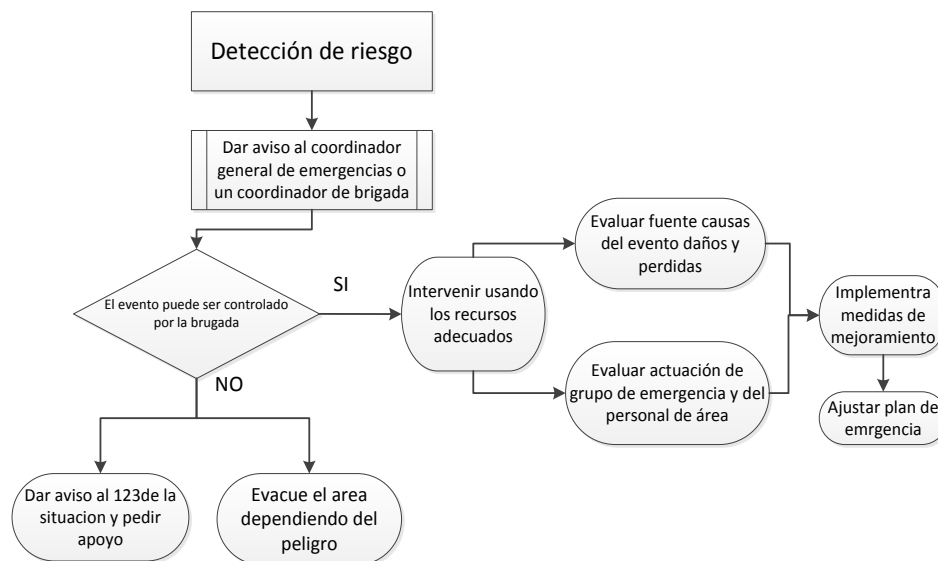 Detección de riesgo
Dar aviso al coordinador
general de emergencias o
un coordinador de brigada
El evento puede ser controlado
por la brugada
SI
NO
Intervenir usando
los recursos
adecuados
Evaluar fuente causas
del evento daños y
perdidas
Evaluar actuación de
grupo de emergencia y del
personal de área
Implementra
medidas de
mejoramiento
Ajustar plan de
emrgencia
Dar aviso al 123de la
situacion y pedir
apoyo
Evacue el area
dependiendo del
peligro